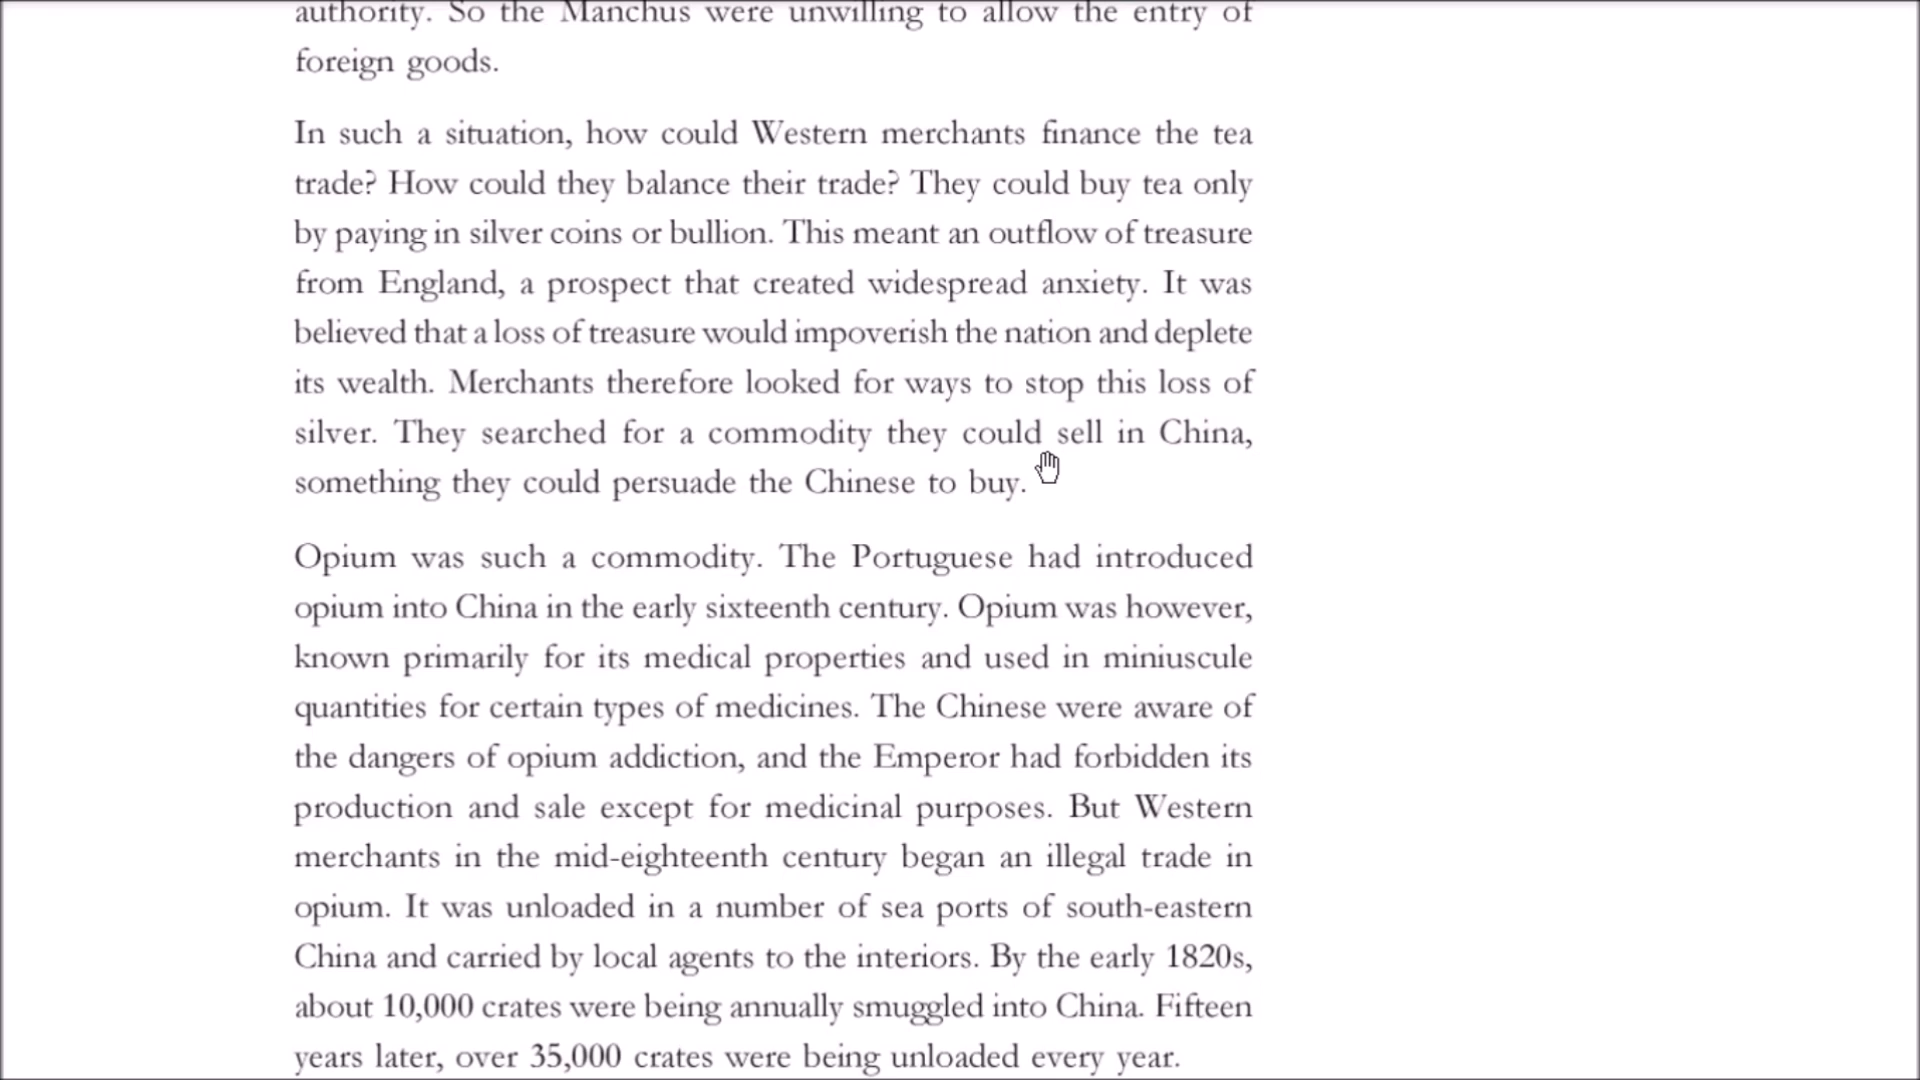 authority. So the Manchus were unwilling to allow the entry of
foreign goods.
In such a situation, how could Western merchants finance the tea
trade? How could they balance their trade? They could buy tea only
by paying in silver coins or bullion. This meant an outflow of treasure
from England, a prospect that created widespread anxiety. It was
believed that a loss of treasure would impoverish the nation and deplete
its wealth. Merchants therefore looked for ways to stop this loss of
silver. They searched for a commodity they could sell in China,
something they could persuade the Chinese to buy.
Opium was such a commodity. The Portuguese had introduced
opium into China in the early sixteenth century. Opium was however,
known primarily for its medical properties and used in miniuscule
quantities for certain types of medicines. The Chinese were aware of
the dangers of opium addiction, and the Emperor had forbidden its
production and sale except for medicinal purposes. But Western
merchants in the mid-eighteenth century began an illegal trade in
opium. It was unloaded in a number of sea ports of south-eastern
China and carried by local agents to the interiors. By the early 1820s,
about 10,000 crates were being annually smuggled into China. Fifteen
years later, over 35,000 crates were being unloaded every year.